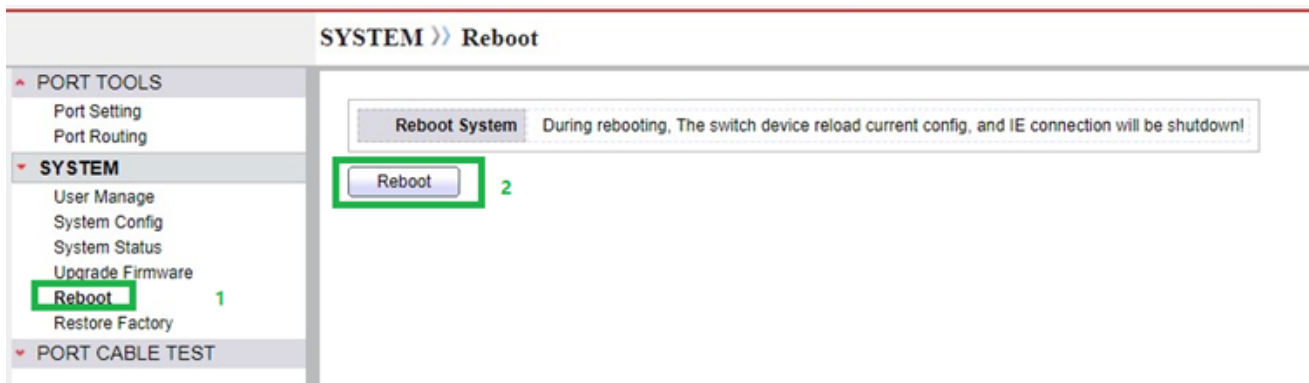 SYSTEM 》 Reboot
PORT TOOLS
Port Setting
Port Routing
SYSTEM
User Manage
System Config
System Status
Upgrade Firmware
Reboot 1
Restore Factory
PORT CABLE TEST
Reboot System During rebooting, The switch device reload current config, and IE connection will be shutdown!
Reboot 2